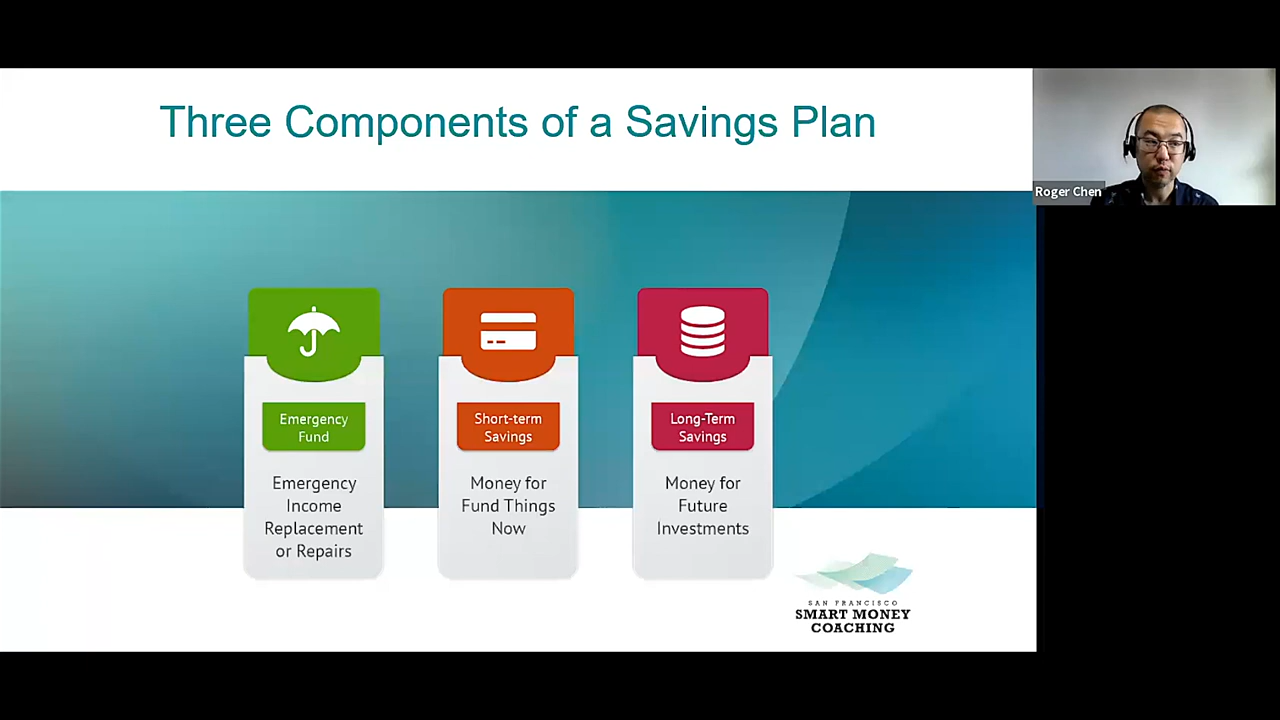 Three Components of a Savings Plan
Roger Chen
Emergency
Fund
Emergency
Income
Replacement
or Repairs
Short-term
Savings
Money for
Fund Things
Now
Long-Term
Savings
Money for
Future
Investments
SAN FRANCISCO
SMART MONEY
COACHING